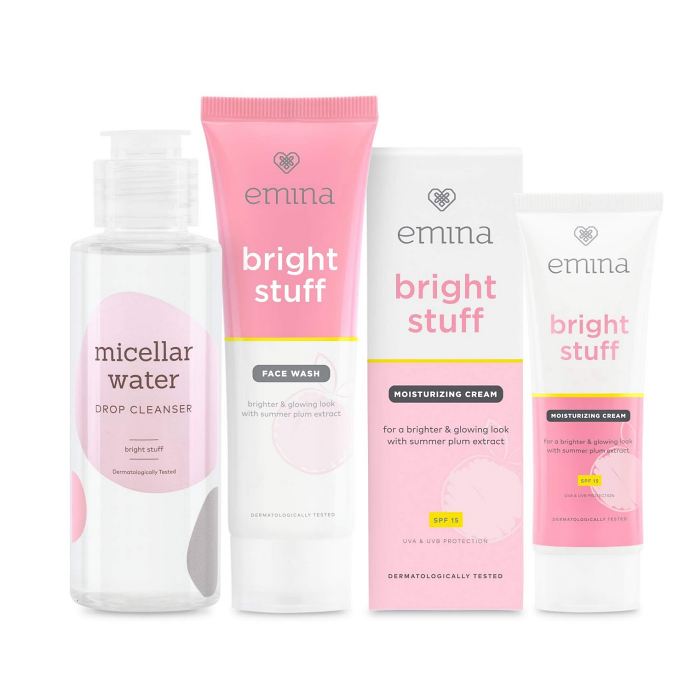 micellar
water
DROP CLEANSER
bright stuff
Dermatologically Tested
emina
bright
stuff
FACE WASH
brighter & glowing look
with summer plum extract
DERMATOLOGICALLY TESTED
emina
bright
stuff
MOISTURIZING CREAM
for a brighter & glowing look
with summer plum extract
SPF 15
UVA & UVB PROTECTION
DERMATOLOGICALLY TESTED
emina
bright
stuff
MOISTURIZING CREAM
for a brighter & glowing look
with summer plum extract
SPF 15
UVA & UVB PROTECTION
DERMATOLOGICALLY TESTED